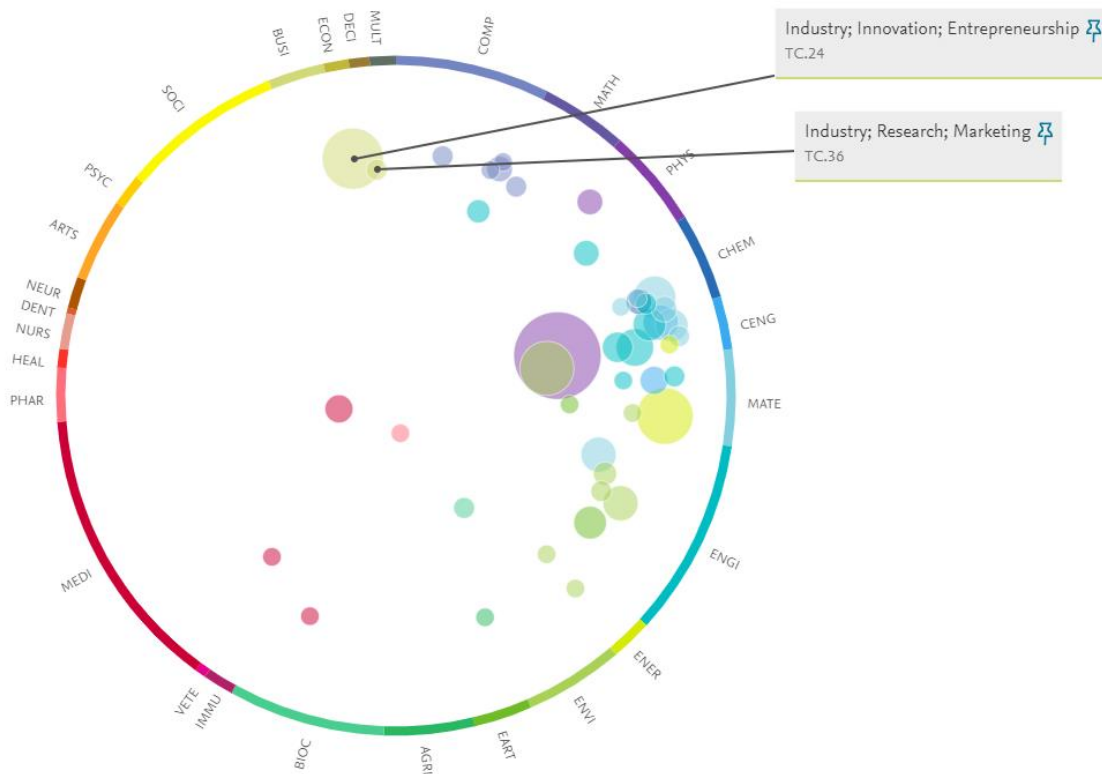 Industry; Innovation; Entrepreneurship
TC.24
Industry; Research; Marketing
TC.36
MULT
DECI
ECON
BUSI
SOCI
PSYC
ARTS
NEUR
DENT
NURS
HEAL
PHAR
MEDI
VETE
IMMU
BIOC
AGRI
EART
ENVI
ENER
ENGI
MATE
CENG
CHEM
PHYS
MATH
COMP